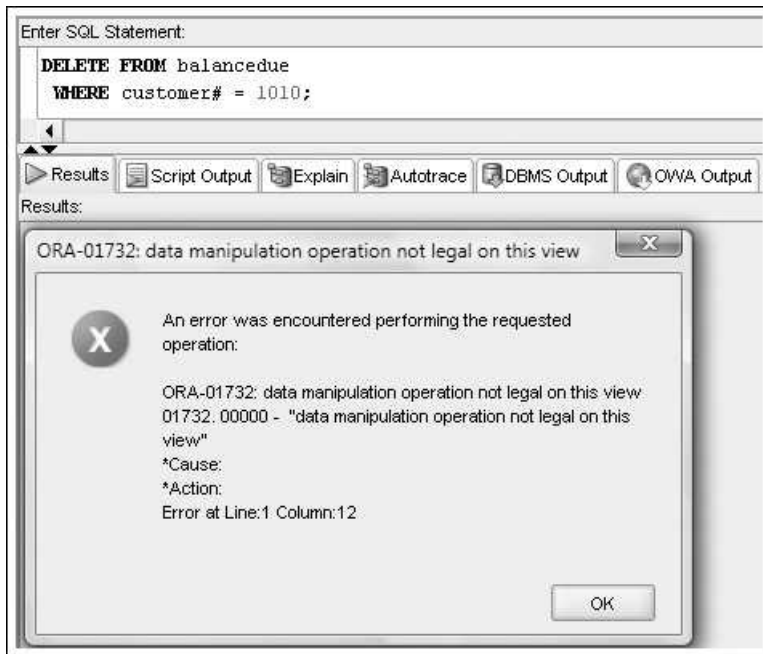 Enter SQL Statement:
DELETE FROM balancedue
WHERE customer# = 1010;
Results Script Output Explain Autotrace DBMS Output OWA Output
Results:
ORA-01732: data manipulation operation not legal on this view
An error was encountered performing the requested
operation:
ORA-01732: data manipulation operation not legal on this view
01732. 00000 - "data manipulation operation not legal on this
view"
*Cause:
*Action:
Error at Line:1 Column:12
OK